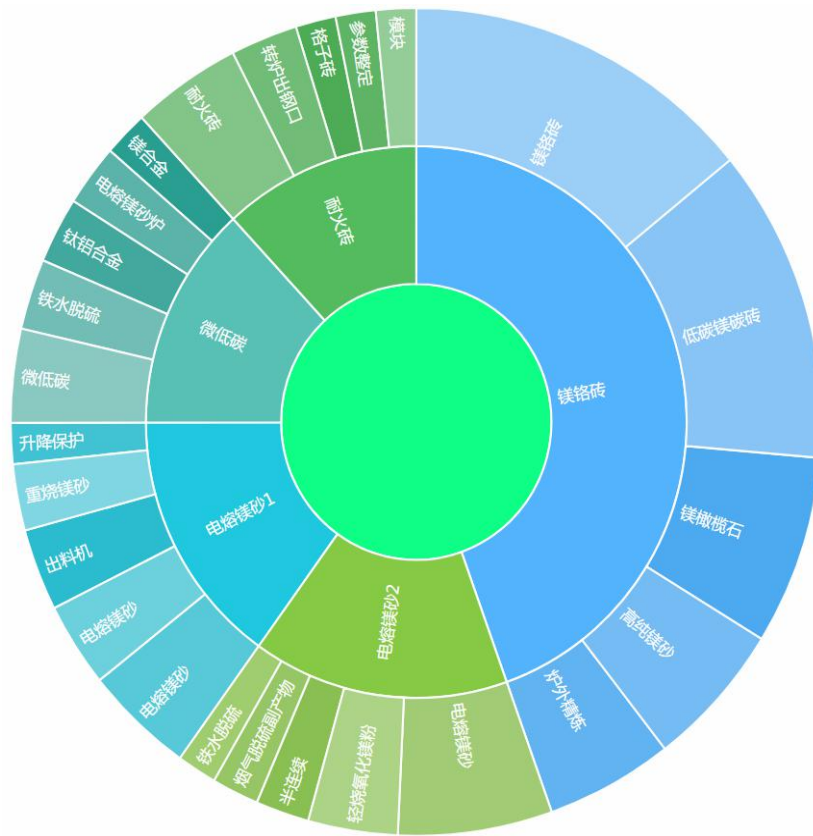 镁铬砖
镁铬砖
低碳镁碳砖
镁橄榄石
高纯镁砂
炉外精炼
电熔镁砂2
电熔镁砂
轻烧氧化镁粉
半连续
烟气脱硫副产物
铁水脱硫
电熔镁砂1
电熔镁砂
电熔镁砂
出料机
重烧镁砂
升降保护
微低碳
微低碳
铁水脱硫
钛铝合金
电熔镁砂炉
镁合金
耐火砖
耐火砖
转炉出钢口
格子砖
参数整定
模块